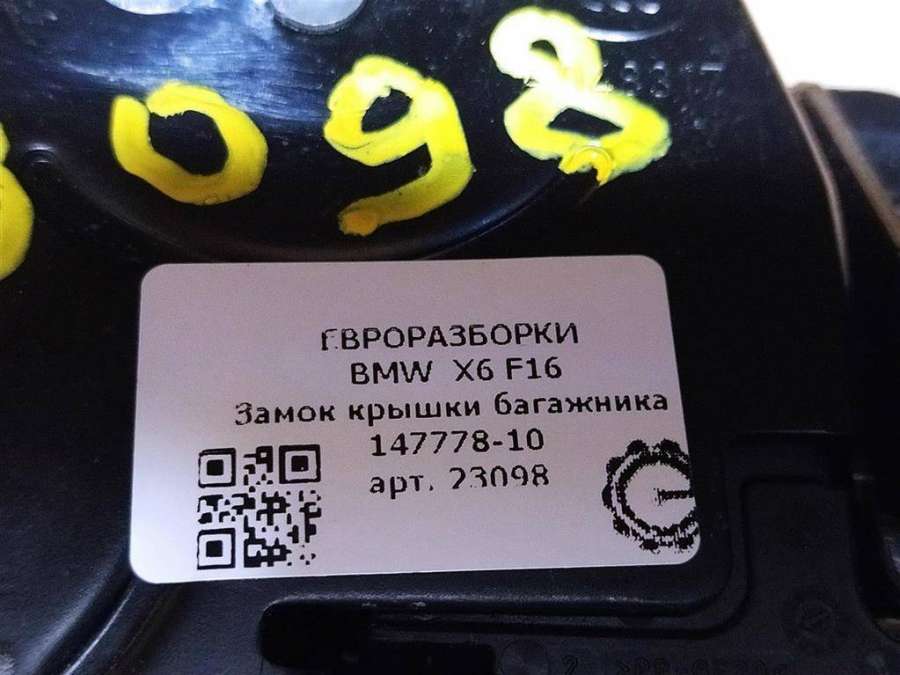 3098
ЕВРОРАЗБОРКИ
BMW X6 F16
Замок крышки багажника
147778-10
арт. 23098